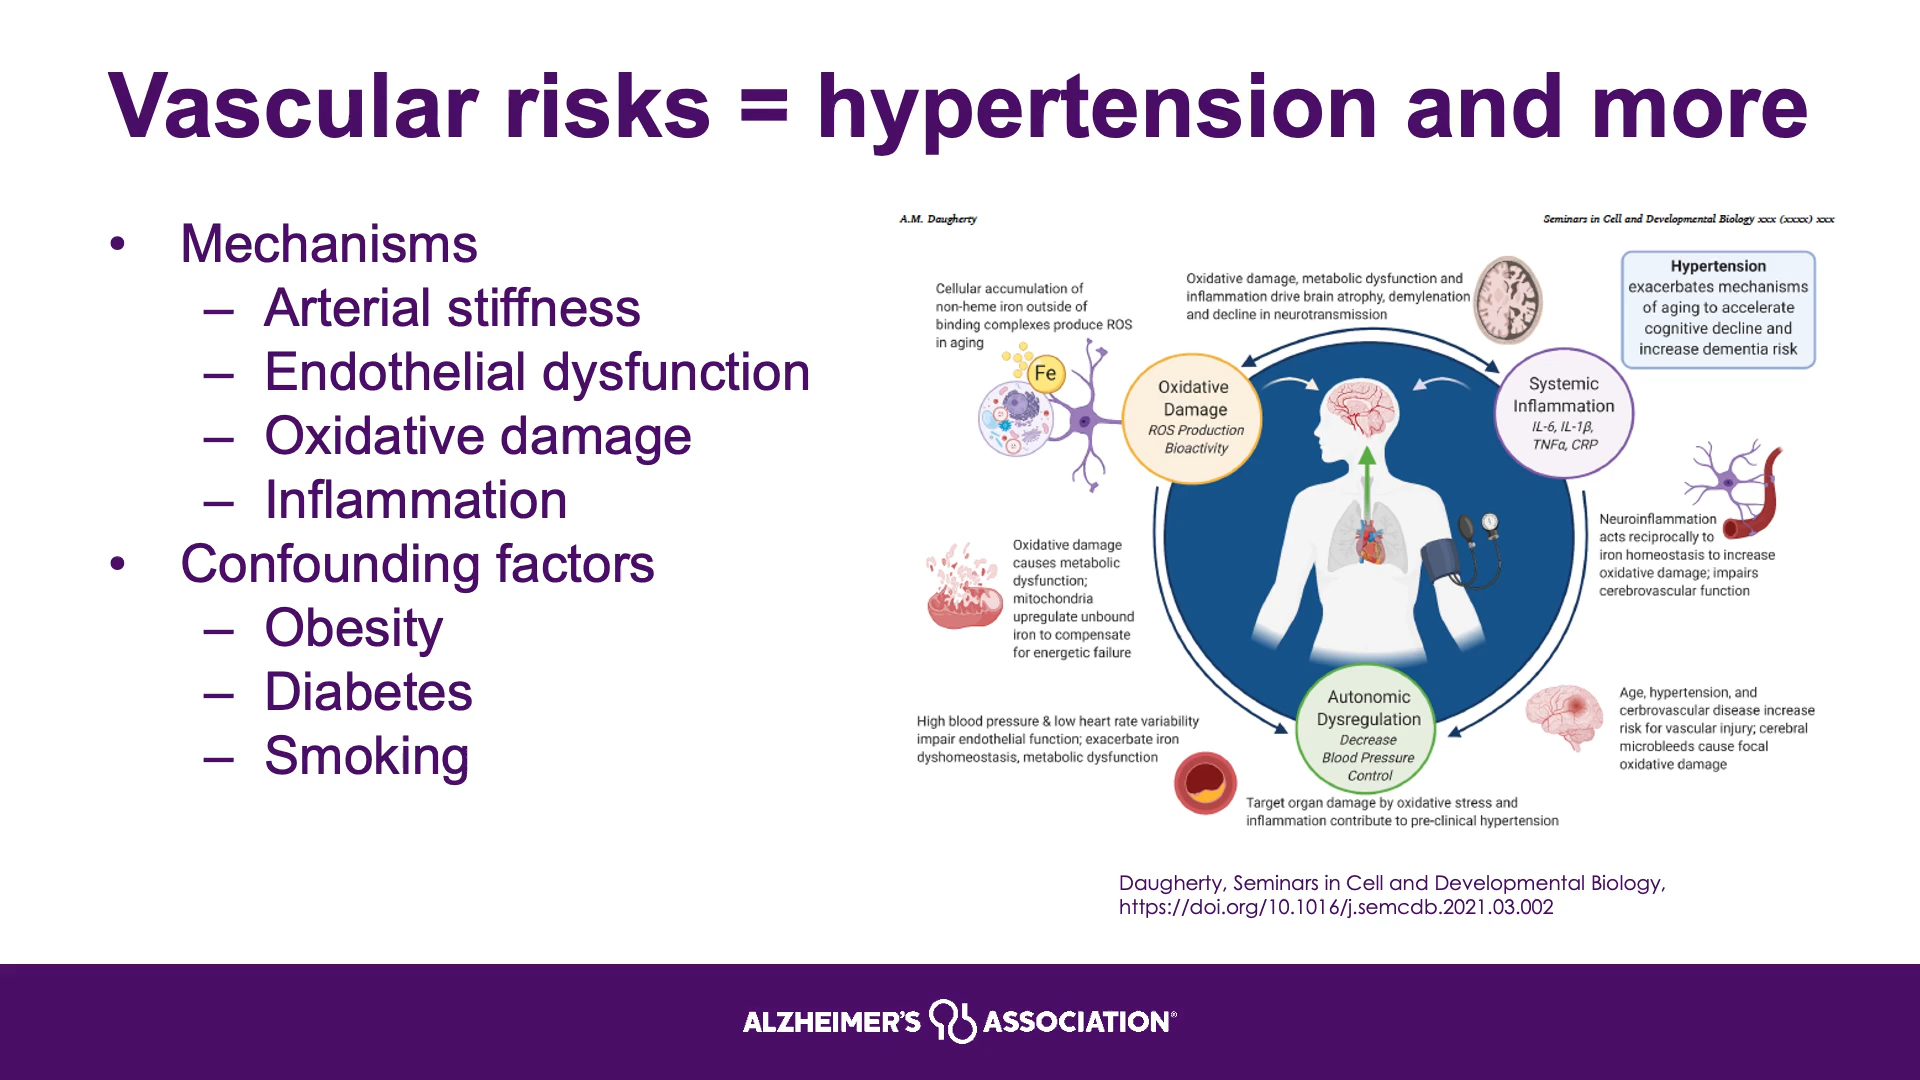 Vascular risks = hypertension and more
• Mechanisms
– Arterial stiffness
– Endothelial dysfunction
– Oxidative damage
– Inflammation
• Confounding factors
– Obesity
– Diabetes
– Smoking
A.M. Daugherty
Seminars in Cell and Developmental Biology xxx (xxxx) xxx
Cellular accumulation of
non-heme iron outside of
binding complexes produce ROS
in aging
Fe
Oxidative damage, metabolic dysfunction and
inflammation drive brain atrophy, demylenation
and decline in neurotransmission
Hypertension
exacerbates mechanisms
of aging to accelerate
cognitive decline and
increase dementia risk
Oxidative
Damage
ROS Production
Bioactivity
Systemic
Inflammation
IL-6, IL-1β,
TNFα, CRP
Neuroinflammation
acts reciprocally to
iron homeostasis to increase
oxidative damage; impairs
cerebrovascular function
Oxidative damage
causes metabolic
dysfunction;
mitochondria
upregulate unbound
iron to compensate
for energetic failure
Autonomic
Dysregulation
Decrease
Blood Pressure
Control
Age, hypertension, and
cerbrovascular disease increase
risk for vascular injury; cerebral
microbleeds cause focal
oxidative damage
High blood pressure & low heart rate variability
impair endothelial function; exacerbate iron
dyshomeostasis, metabolic dysfunction
Target organ damage by oxidative stress and
inflammation contribute to pre-clinical hypertension
Daugherty, Seminars in Cell and Developmental Biology,
https://doi.org/10.1016/j.semcdb.2021.03.002
ALZHEIMER'S ASSOCIATION®